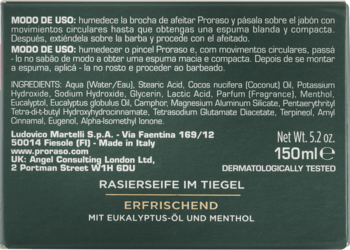 MODO DE USO: humedece la brocha de afeitar Proraso y pásala sobre el jabón con
movimientos circulares hasta que obtengas una espuma blanda y compacta.
Después, extiéndela sobre la barba y procede con el afeitado.
MODO DE USO: humedecer o pincel Proraso e, com movimentos circulares, passá
- lo no sabão de modo a obter uma espuma macia e compacta. Depois de se montar
a espuma, aplicá - la no rosto e proceder ao barbeado.
INGREDIENTS: Aqua (Water/Eau), Stearic Acid, Cocos nucifera (Coconut) Oil, Potassium
Hydroxide, Sodium Hydroxide, Glycerin, Lactic Acid, Parfum (Fragrance), Menthol,
Eucalyptol, Eucalyptus globulus Oil, Camphor, Magnesium Aluminum Silicate, Pentaerythrityl
Tetra-di-butyl Hydroxyhydrocinnamate, Tetrasodium Glutamate Diacetate, Terpineol, Amyl
Cinnamal, Eugenol, Alpha-Isomethyl Ionone.
Ludovico Martelli S.p.A. - Via Faentina 169/12
50014 Fiesole (FI) - Made in Italy
www.proraso.com
UK: Angel Consulting London Ltd,
2 Portman Street W1H 6DU
Net Wt. 5.2 oz.
150ml ℮
DERMATOLOGICALLY TESTED
RASIERSEIFE IM TIEGEL
ERFRISCHEND
MIT EUKALYPTUS-ÖL UND MENTHOL